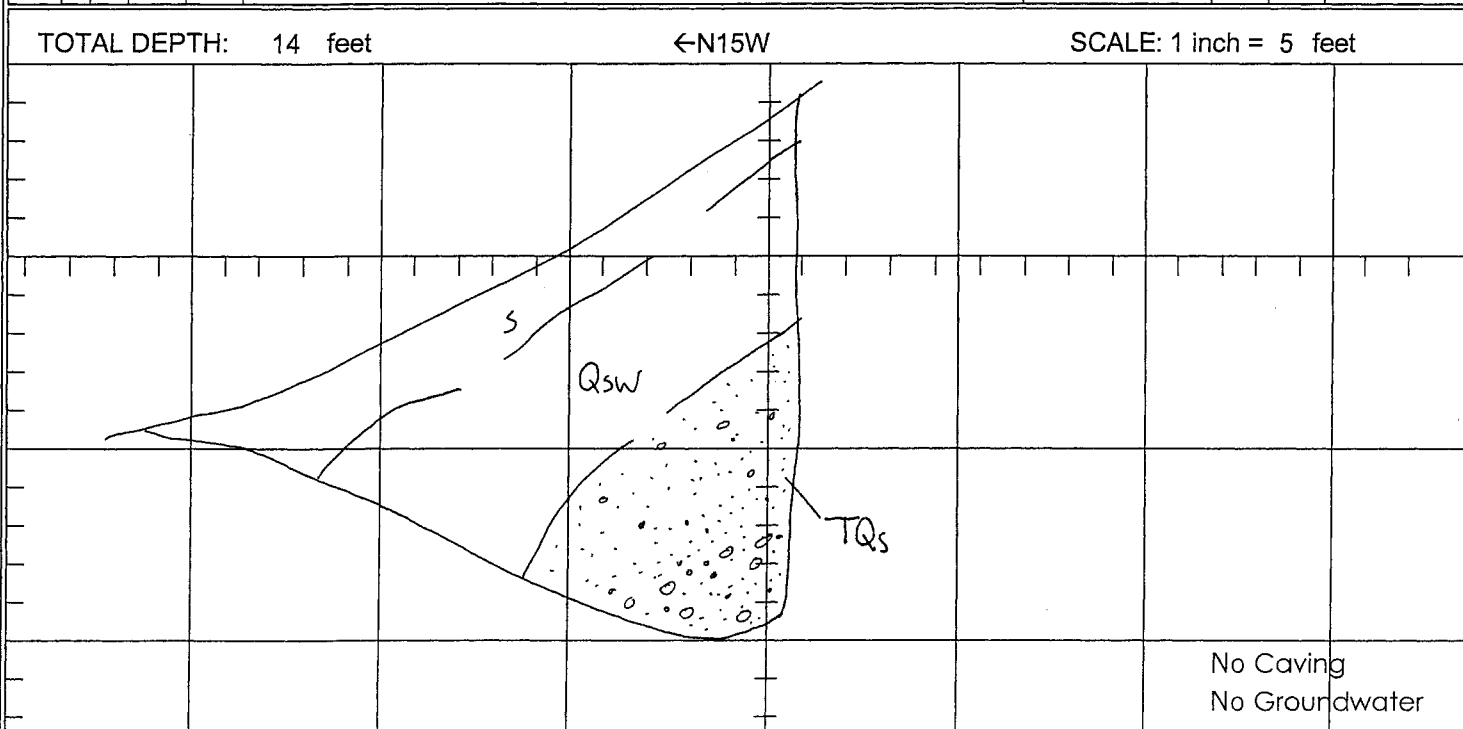 TOTAL DEPTH: 14 feet ←N15W SCALE: 1 inch = 5 feet
S
Qsw
TQs
No Caving
No Groundwater